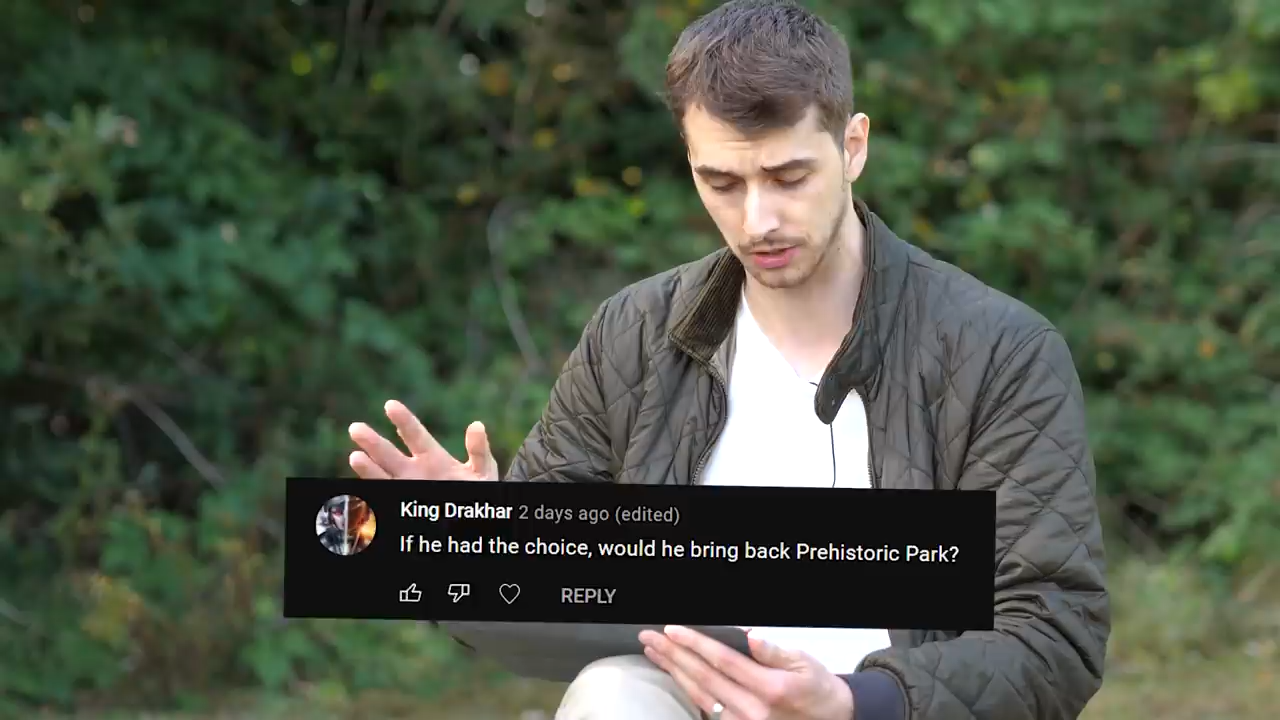 King Drakhar 2 days ago (edited)
If he had the choice, would he bring back Prehistoric Park?
REPLY